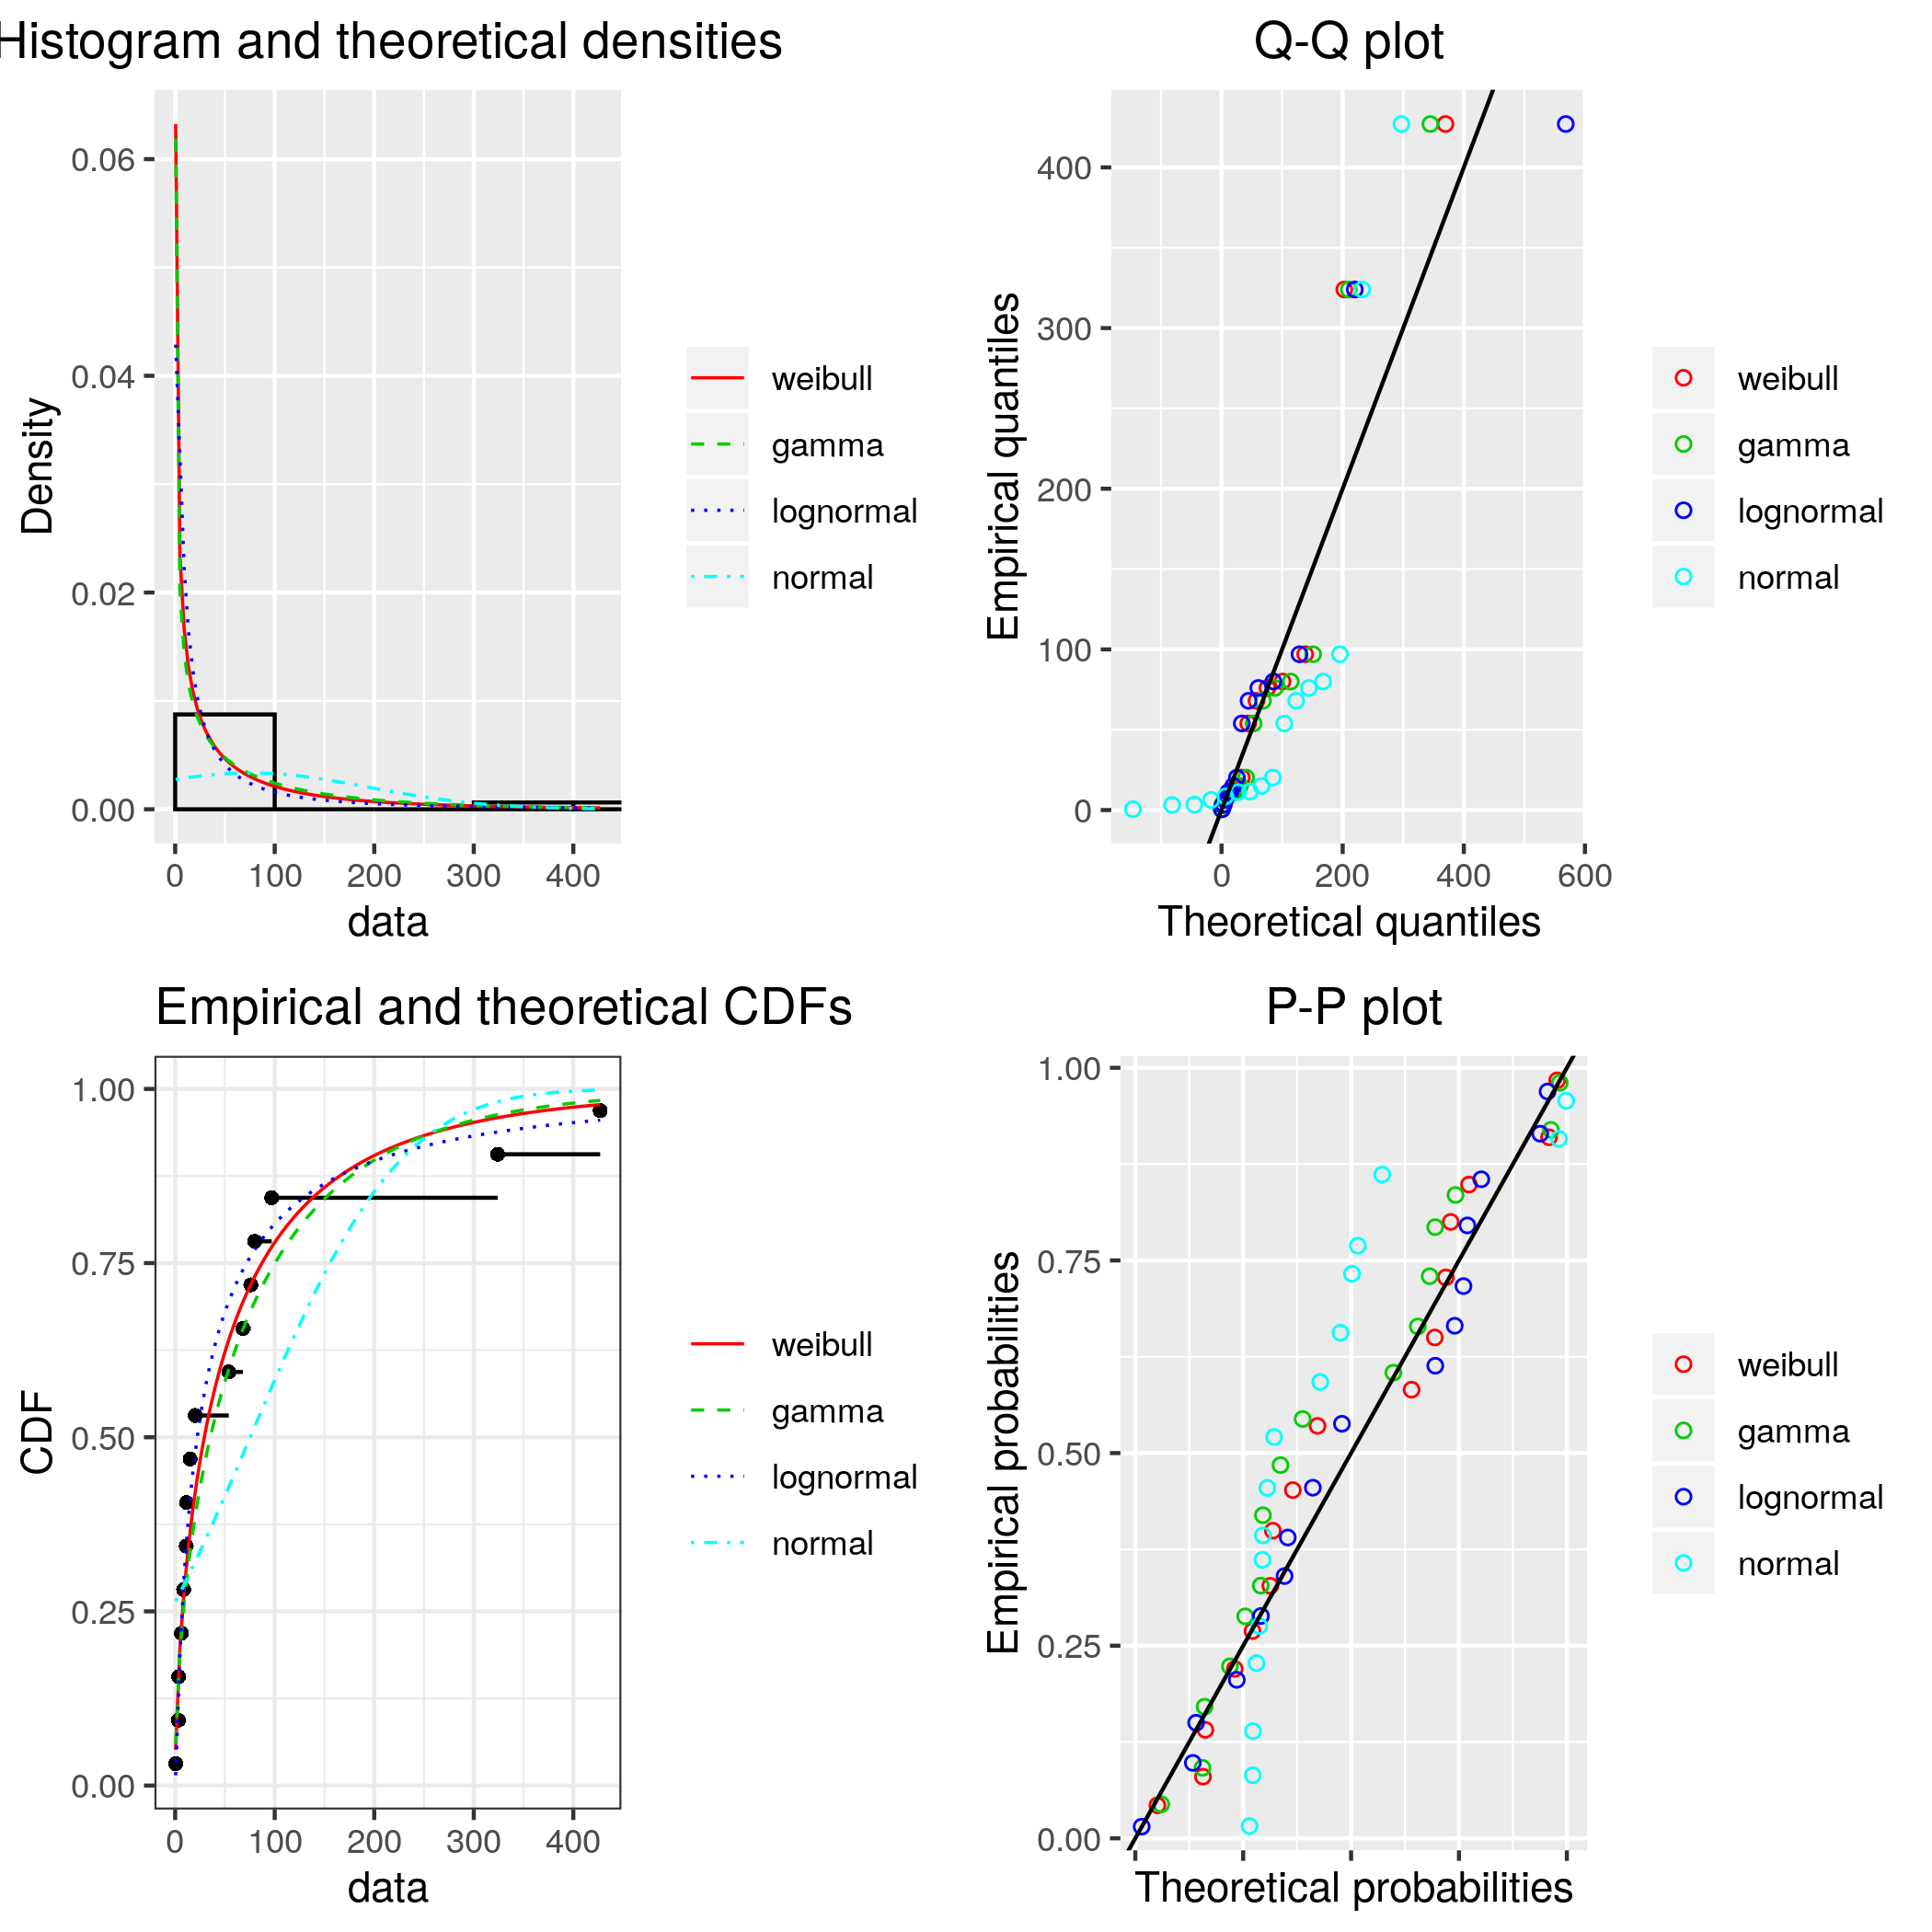 Histogram and theoretical densities
0.06
0.04
0.02
0.00
Density
0 100 200 300 400
data
weibull
gamma
lognormal
normal
Q-Q plot
400
300
200
100
0
Empirical quantiles
0 200 400 600
Theoretical quantiles
weibull
gamma
lognormal
normal
Empirical and theoretical CDFs
1.00
0.75
0.50
0.25
0.00
CDF
0 100 200 300 400
data
weibull
gamma
lognormal
normal
P-P plot
1.00
0.75
0.50
0.25
0.00
Empirical probabilities
Theoretical probabilities
weibull
gamma
lognormal
normal